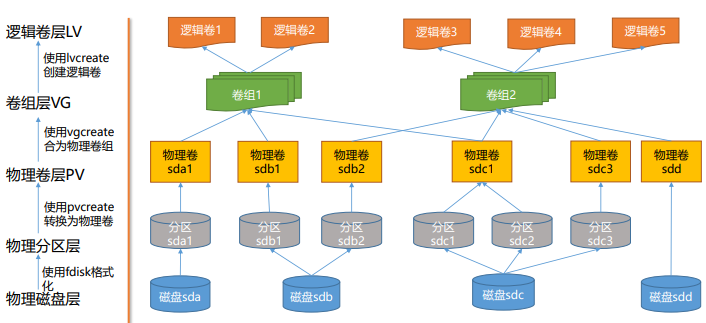 逻辑卷层LV
使用lvcreate
创建逻辑卷
卷组层VG
使用vgcreate
合为物理卷组
物理卷层PV
使用pvcreate
转换为物理卷
物理分区层
使用fdisk格式
化
物理磁盘层
逻辑卷1
逻辑卷2
逻辑卷3
逻辑卷4
逻辑卷5
卷组1
卷组2
物理卷
sda1
物理卷
sdb1
物理卷
sdb2
物理卷
sdc1
物理卷
sdc3
物理卷
sdd
分区
sda1
分区
sdb1
分区
sdb2
分区
sdc1
分区
sdc2
分区
sdc3
磁盘sda
磁盘sdb
磁盘sdc
磁盘sdd